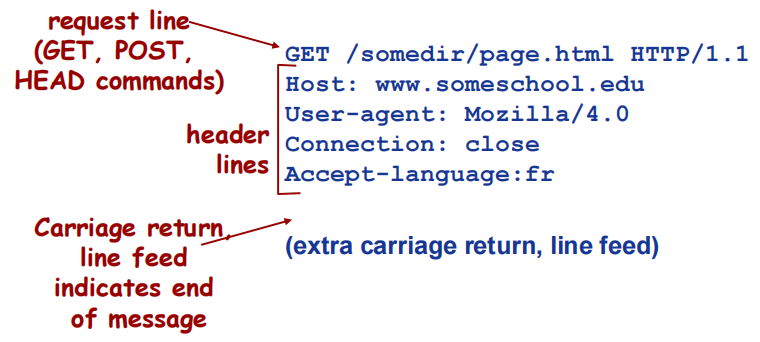 request line
(GET, POST,
HEAD commands)
GET /somedir/page.html HTTP/1.1
Host: www.someschool.edu
User-agent: Mozilla/4.0
Connection: close
Accept-language:fr
header
lines
Carriage return,
line feed
indicates end
of message
(extra carriage return, line feed)